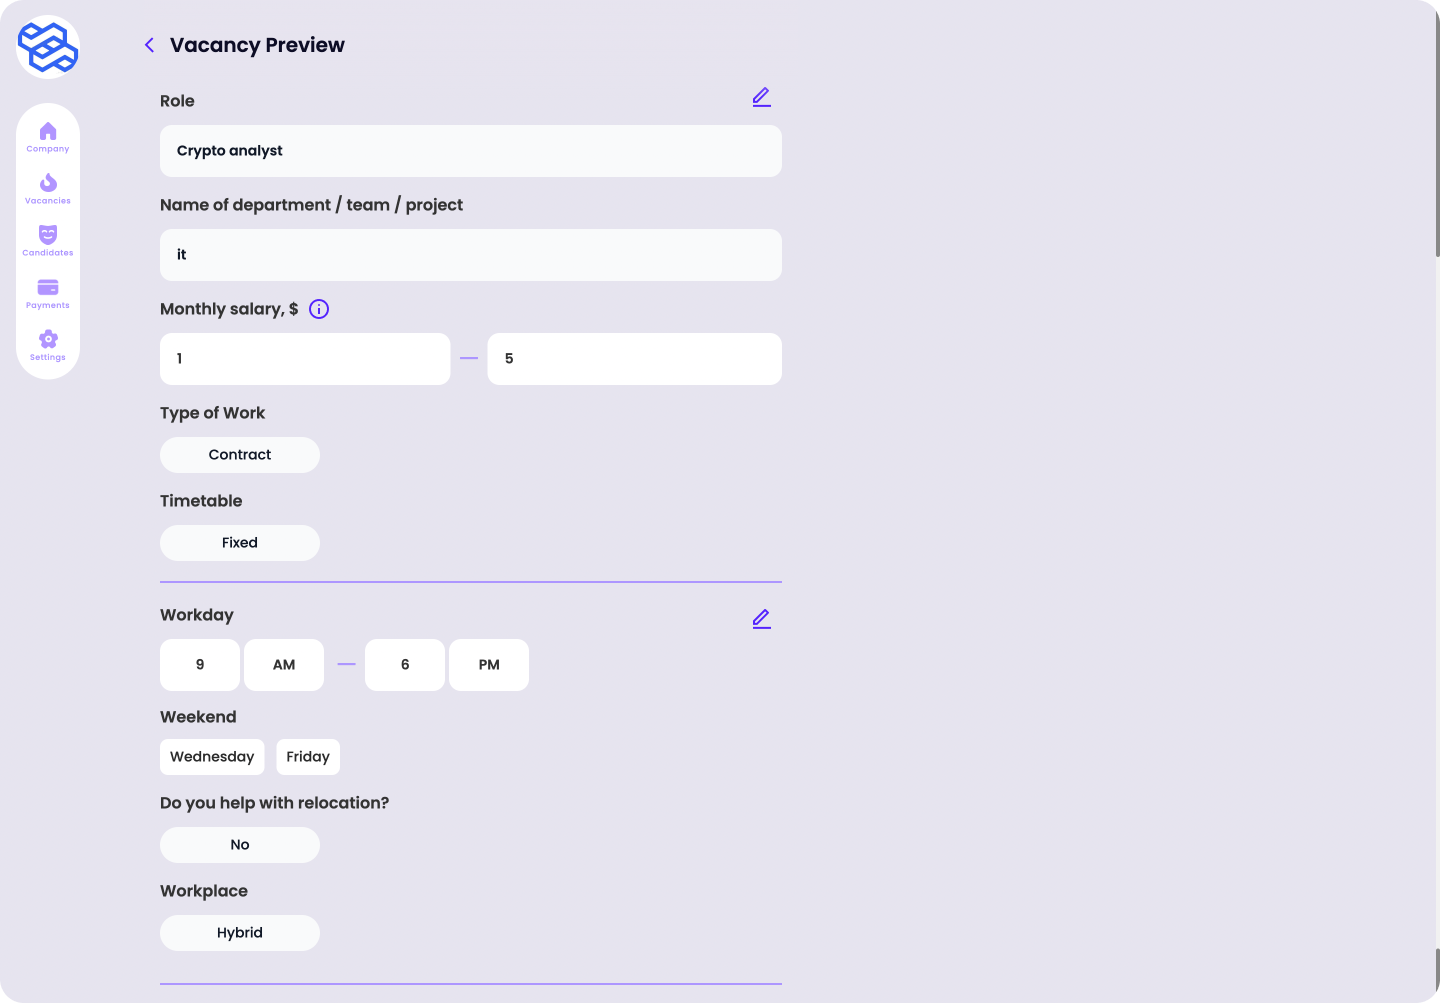 Vacancy Preview
Company
Vacancies
Candidates
Payments
Settings
Role
Crypto analyst
Name of department / team / project
it
Monthly salary, $
1 — 5
Type of Work
Contract
Timetable
Fixed
Workday
9 AM — 6 PM
Weekend
Wednesday Friday
Do you help with relocation?
No
Workplace
Hybrid